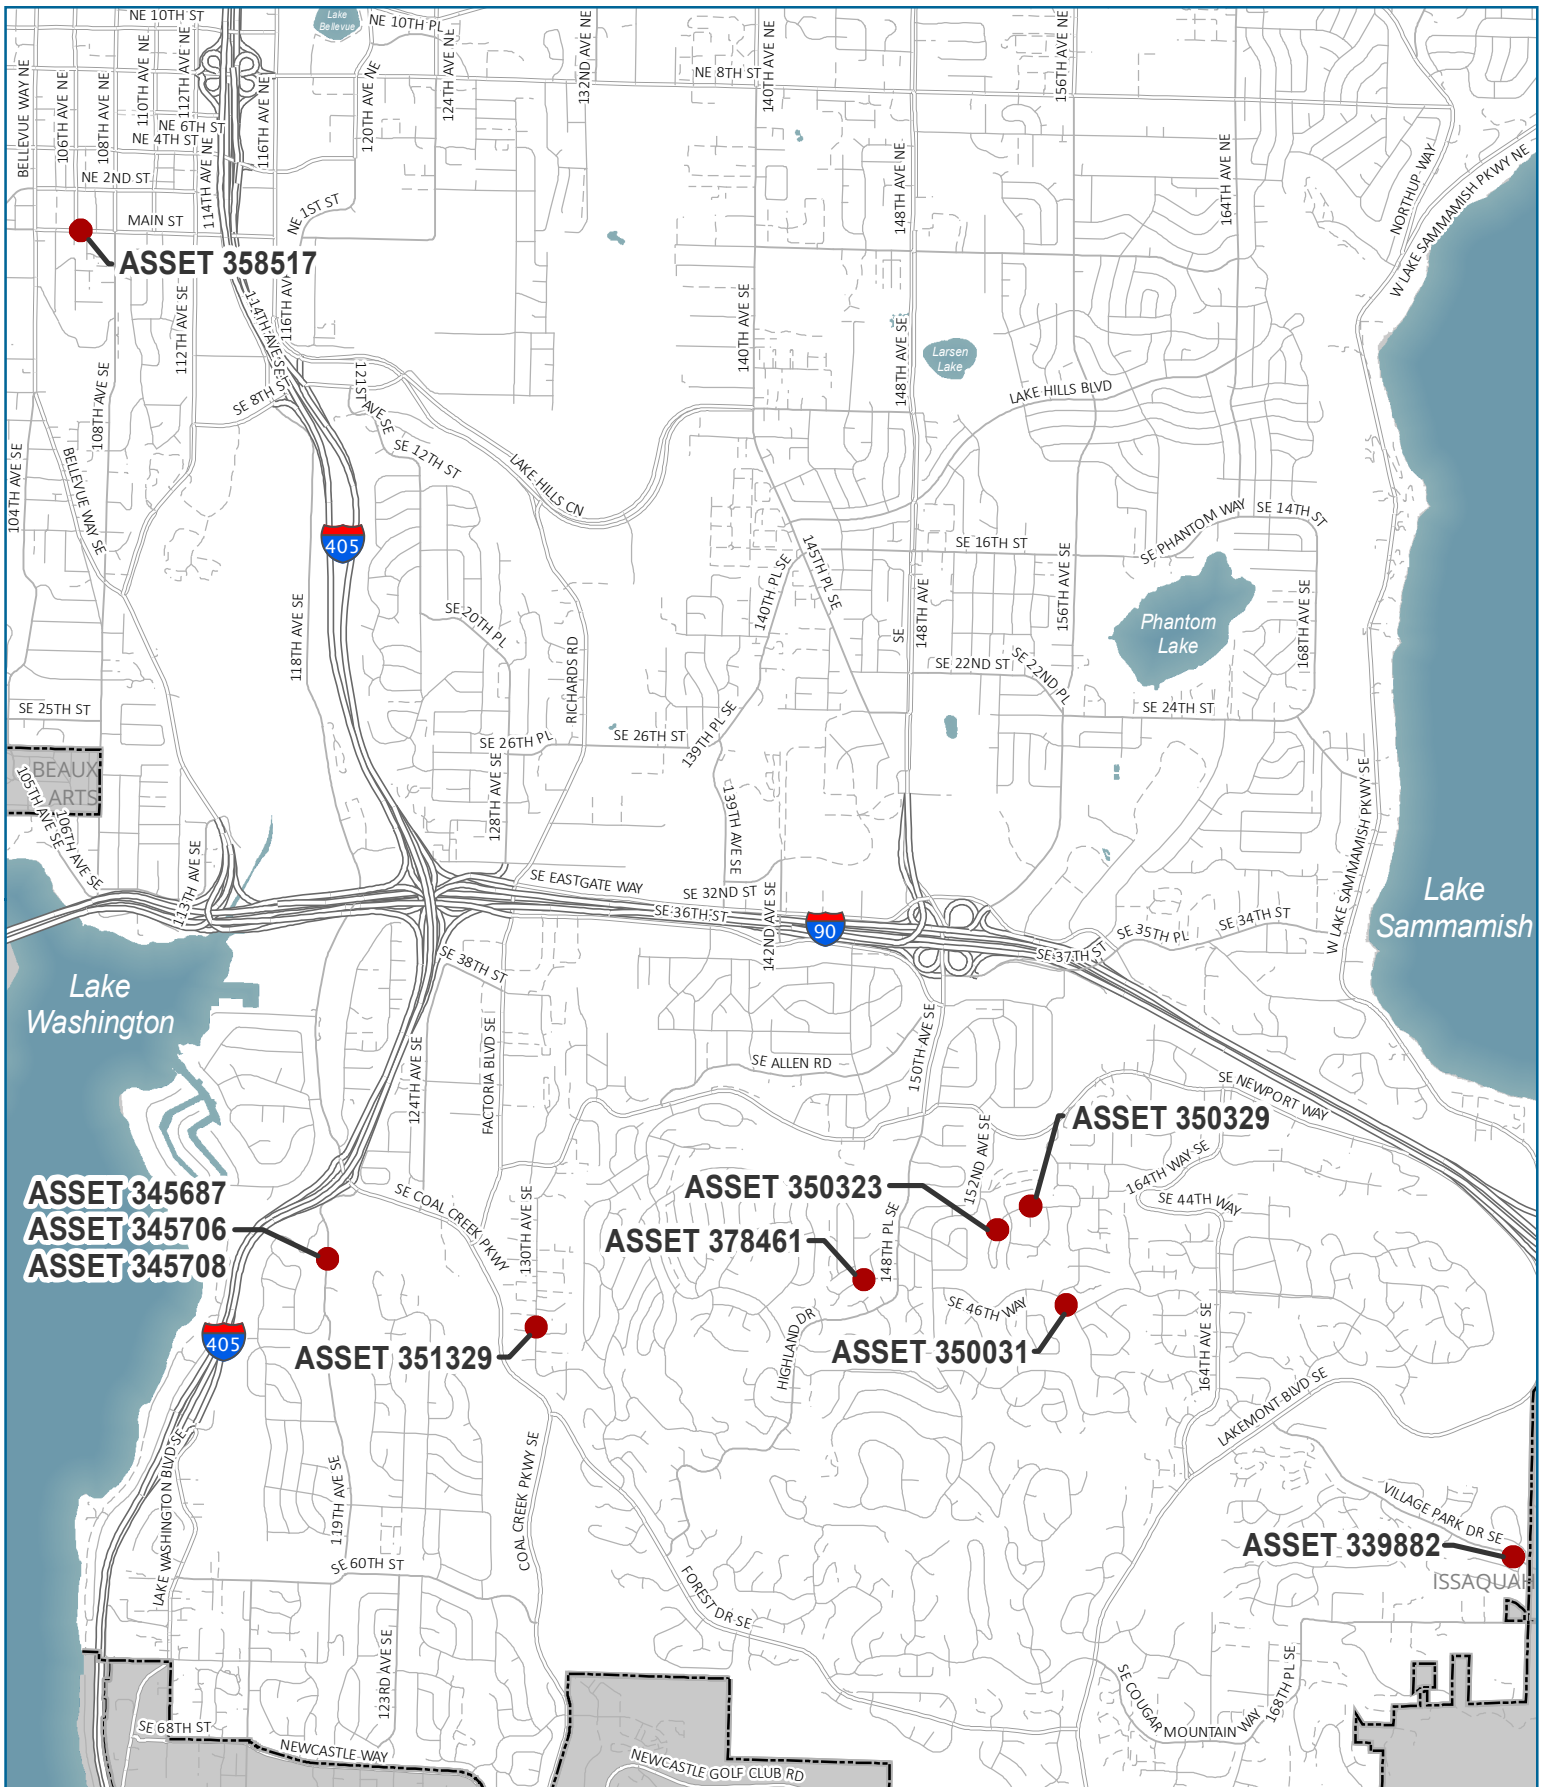 NE 10TH ST
Lake
Bellevue
NE 10TH PL
BELLEVUE WAY NE
106TH AVE NE
108TH AVE NE
110TH AVE NE
112TH AVE NE
114TH AVE NE
116TH AVE NE
120TH AVE NE
124TH AVE NE
132ND AVE NE
NE 8TH ST
140TH AVE NE
148TH AVE NE
156TH AVE NE
164TH AVE NE
NORTHUP WAY
W LAKE SAMMAMISH PKWY NE
NE 6TH ST
NE 4TH ST
NE 2ND ST
NE 1ST ST
MAIN ST
ASSET 358517
112TH AVE SE
114TH AVE SE
116TH AVE
140TH AVE SE
148TH AVE SE
Larsen
Lake
LAKE HILLS BLVD
108TH AVE SE
SE 8TH ST
121ST AVE SE
SE 12TH ST
LAKE HILLS CN
104TH AVE SE
BELLEVUE WAY SE
405
SE PHANTOM WAY
SE 14TH ST
SE 16TH ST
145TH PL SE
140TH PL SE
118TH AVE SE
SE 20TH PL
RICHARDS RD
SE
148TH AVE
156TH AVE SE
Phantom
Lake
168TH AVE SE
SE 22ND ST
SE 22ND PL
SE 24TH ST
SE 25TH ST
SE 26TH PL
SE 26TH ST
139TH PL SE
BEAUX
ARTS
105TH AVE SE
106TH AVE SE
128TH AVE SE
139TH AVE SE
W LAKE SAMMAMISH PKWY SE
113TH AVE SE
SE EASTGATE WAY
SE 32ND ST
SE 36TH ST
142ND AVE SE
90
SE 37TH ST
SE 35TH PL
SE 34TH ST
Lake
Sammamish
SE 38TH ST
Lake
Washington
124TH AVE SE
FACTORIA BLVD SE
SE ALLEN RD
150TH AVE SE
SE NEWPORT WAY
ASSET 350329
152ND AVE SE
164TH WAY SE
SE 44TH WAY
ASSET 345687
ASSET 345706
ASSET 345708
SE COAL CREEK PKWY
130TH AVE SE
ASSET 350323
ASSET 378461
148TH PL SE
SE 46TH WAY
ASSET 350031
HIGHLAND DR
164TH AVE SE
405
ASSET 351329
LAKEMONT BLVD SE
LAKE WASHINGTON BLVD SE
119TH AVE SE
COAL CREEK PKWY SE
VILLAGE PARK DR SE
ASSET 339882
ISSAQUAH
SE 60TH ST
FOREST DR SE
123RD AVE SE
SE COUGAR
MOUNTAIN WAY
168TH PL SE
SE 68TH ST
NEWCASTLE WAY
NEWCASTLE GOLF CLUB RD